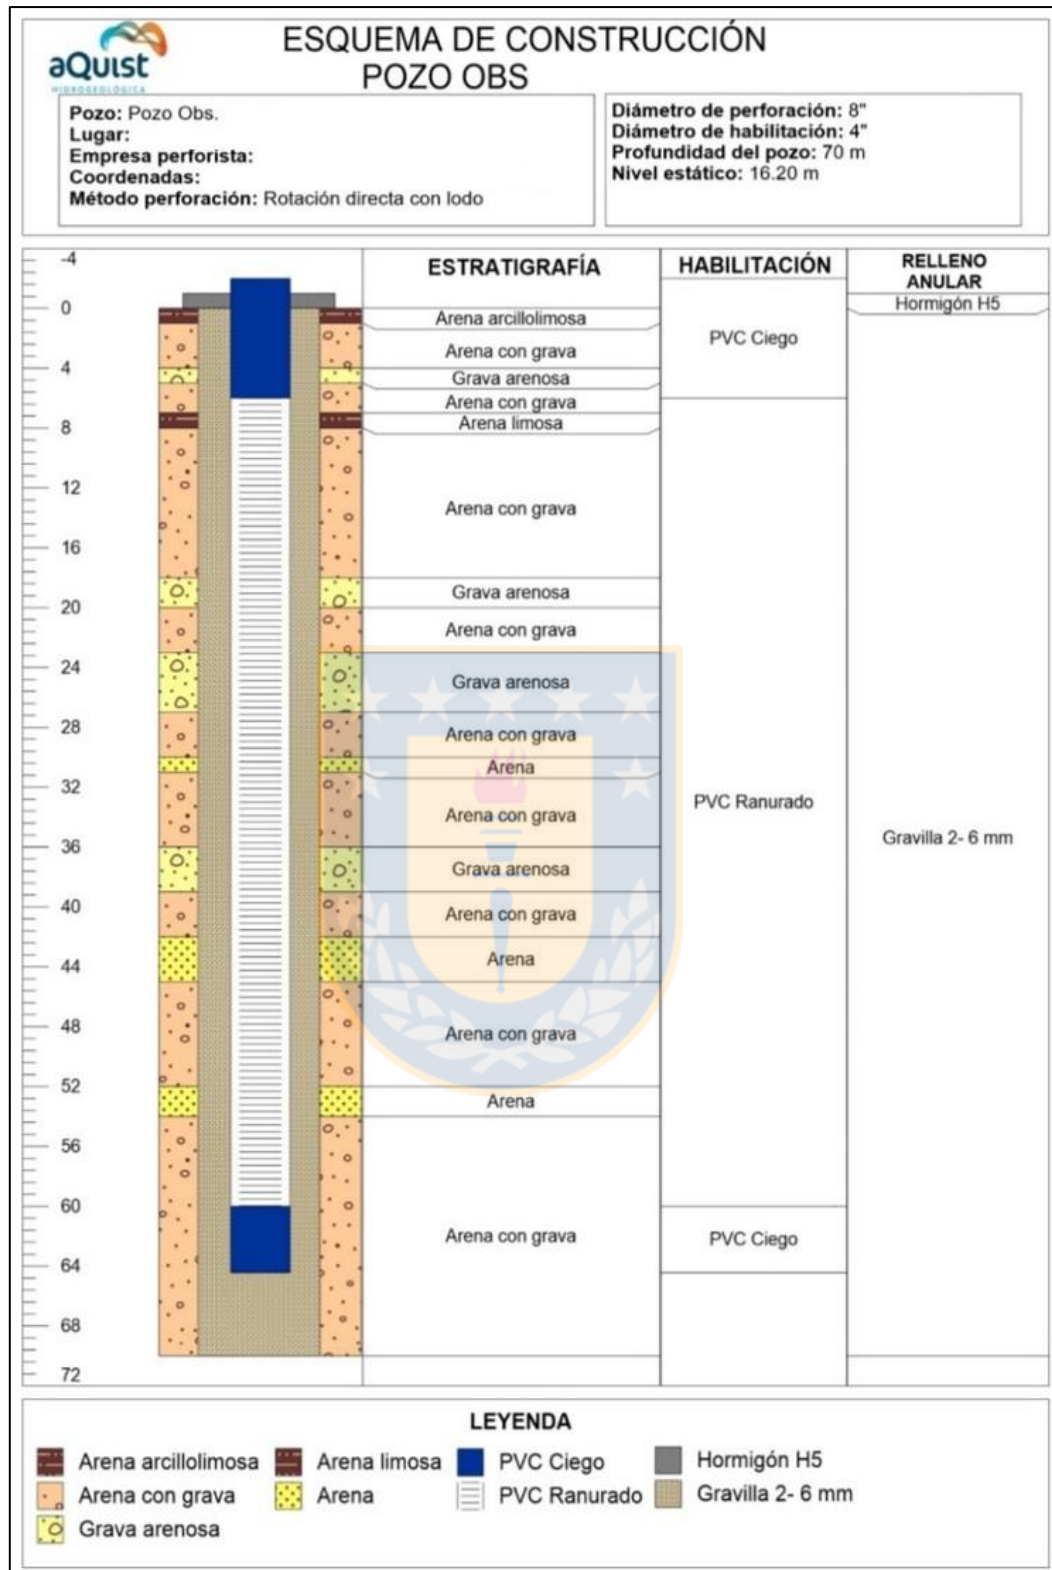 aQuist
HIDROGEOLÓGICA
ESQUEMA DE CONSTRUCCIÓN
POZO OBS
Pozo: Pozo Obs.
Lugar:
Empresa perforista:
Coordenadas:
Método perforación: Rotación directa con lodo
Diámetro de perforación: 8"
Diámetro de habilitación: 4"
Profundidad del pozo: 70 m
Nivel estático: 16.20 m
ESTRATIGRAFÍA
HABILITACIÓN
RELLENO
ANULAR
-4
0
4
8
12
16
20
24
28
32
36
40
44
48
52
56
60
64
68
72
Arena arcillolimosa
Arena con grava
Grava arenosa
Arena con grava
Arena limosa
Arena con grava
Grava arenosa
Arena con grava
Grava arenosa
Arena con grava
Arena
Arena con grava
Grava arenosa
Arena con grava
Arena
Arena con grava
Arena
Arena con grava
PVC Ciego
PVC Ranurado
PVC Ciego
Hormigón H5
Gravilla 2- 6 mm
LEYENDA
Arena arcillolimosa
Arena limosa
PVC Ciego
Hormigón H5
Arena con grava
Arena
PVC Ranurado
Gravilla 2- 6 mm
Grava arenosa